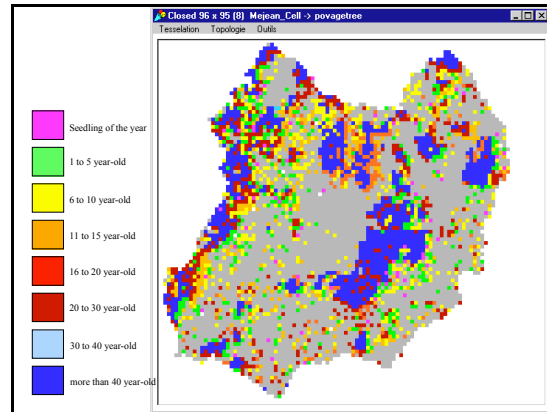 Closed 96 x 95 (8) Mejean_Cell -> povagetree
Tesselation Topologie Outils
Seedling of the year
1 to 5 year-old
6 to 10 year-old
11 to 15 year-old
16 to 20 year-old
20 to 30 year-old
30 to 40 year-old
more than 40 year-old